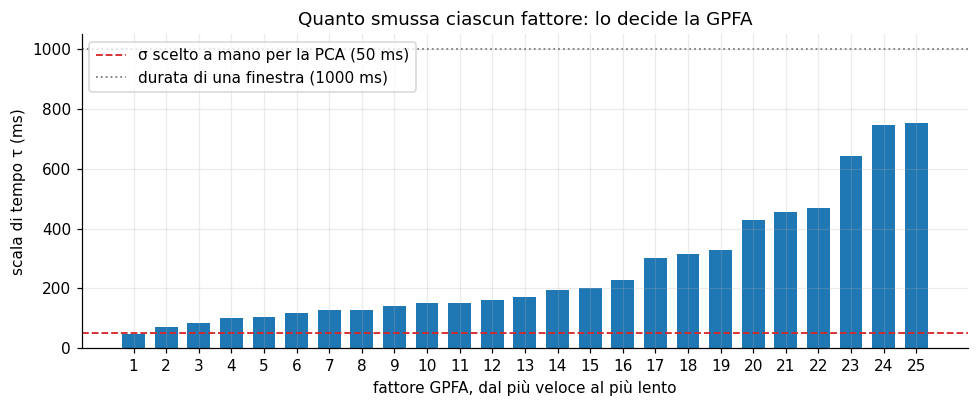 Quanto smussa ciascun fattore: lo decide la GPFA
σ scelto a mano per la PCA (50 ms)
durata di una finestra (1000 ms)
scala di tempo τ (ms)
1000
800
600
400
200
0
1 2 3 4 5 6 7 8 9 10 11 12 13 14 15 16 17 18 19 20 21 22 23 24 25
fattore GPFA, dal più veloce al più lento